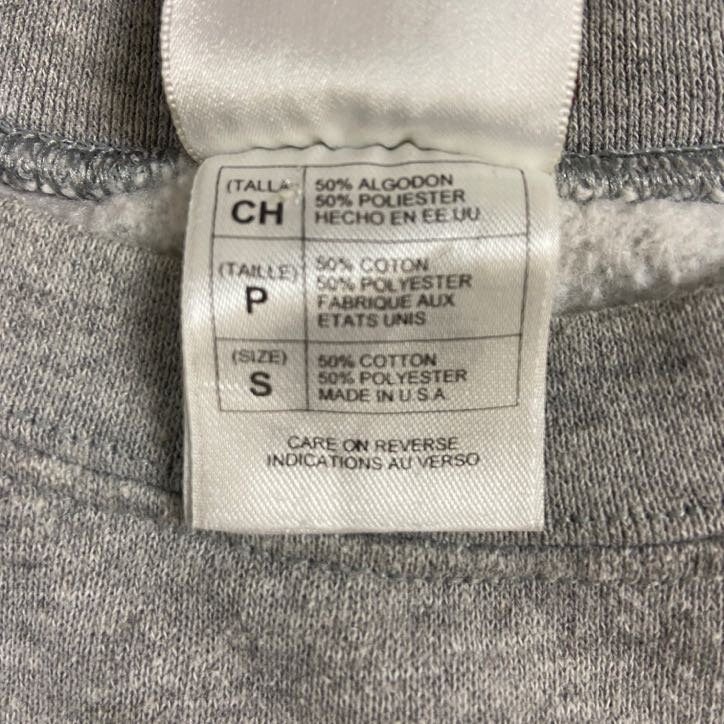 (TALLA
CH
50% ALGODON
50% POLIESTER
HECHO EN EE.UU
(TAILLE)
P
50% COTON
50% POLYESTER
FABRIQUE AUX
ETATS UNIS
(SIZE)
S
50% COTTON
50% POLYESTER
MADE IN U.S.A.
CARE ON REVERSE
INDICATIONS AU VERSO